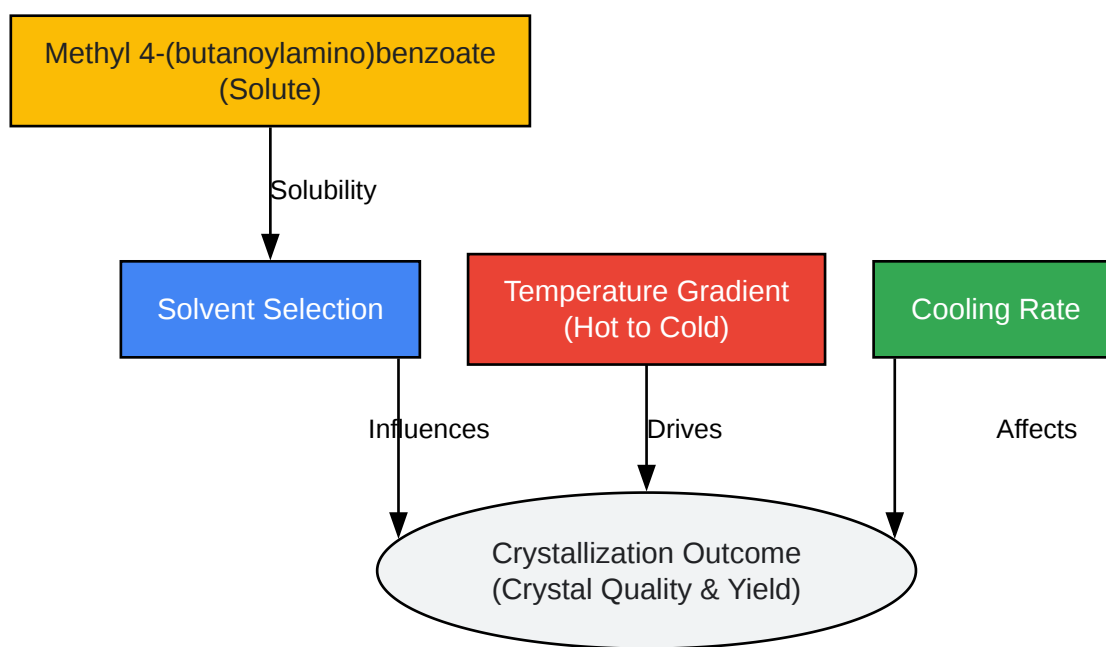 Methyl 4-(butanoylamino)benzoate
(Solute)
Solubility
Solvent Selection
Temperature Gradient
(Hot to Cold)
Cooling Rate
Influences
Drives
Affects
Crystallization Outcome
(Crystal Quality & Yield)